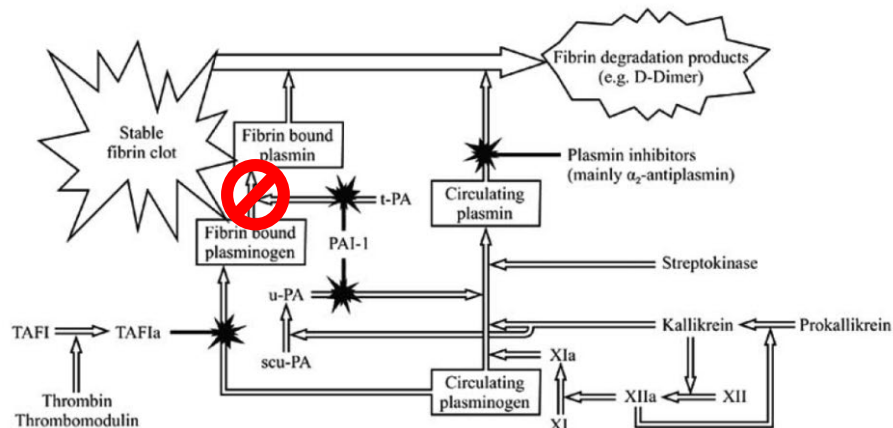 Fibrin degradation products
(e.g. D-Dimer)
Stable
fibrin clot
Fibrin bound
plasmin
Plasmin inhibitors
(mainly α₂-antiplasmin)
t-PA
Circulating
plasmin
Fibrin bound
plasminogen
PAI-1
Streptokinase
u-PA
TAFI
TAFIa
Kallikrein
Prokallikrein
scu-PA
XIa
Thrombin
Thrombomodulin
Circulating
plasminogen
XIIa
XII
XI